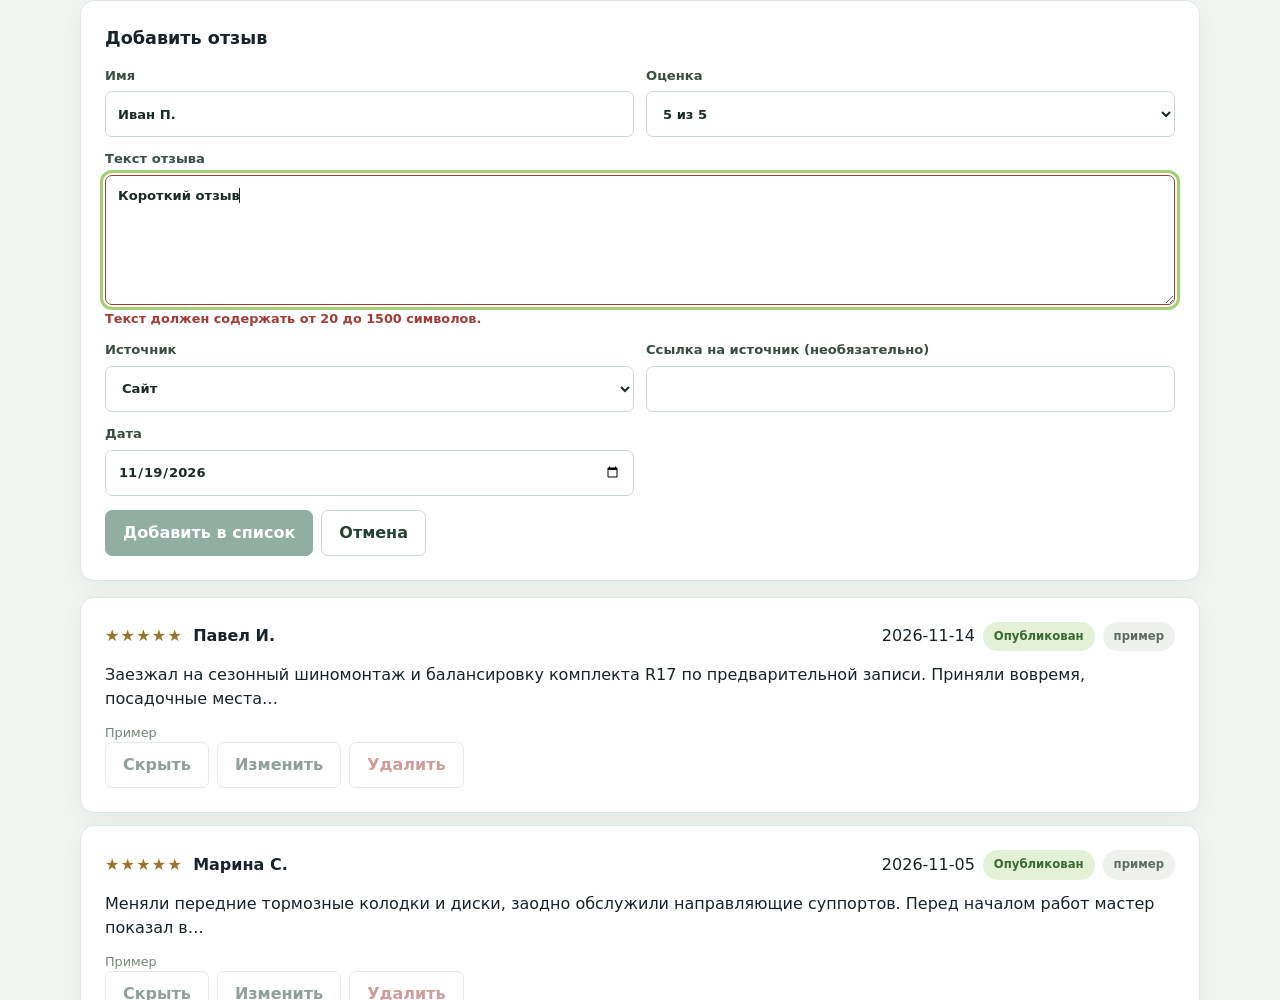 Добавить отзыв
Имя
Оценка
Иван П.
5 из 5
Текст отзыва
Короткий отзыв
Текст должен содержать от 20 до 1500 символов.
Источник
Ссылка на источник (необязательно)
Сайт
Дата
11/19/2026
Добавить в список
Отмена
★★★★★ Павел И.
2026-11-14
Опубликован
пример
Заезжал на сезонный шиномонтаж и балансировку комплекта R17 по предварительной записи. Приняли вовремя,
посадочные места…
Пример
Скрыть
Изменить
Удалить
★★★★★ Марина С.
2026-11-05
Опубликован
пример
Меняли передние тормозные колодки и диски, заодно обслужили направляющие суппортов. Перед началом работ мастер
показал в…
Пример
Скрыть
Изменить
Удалить